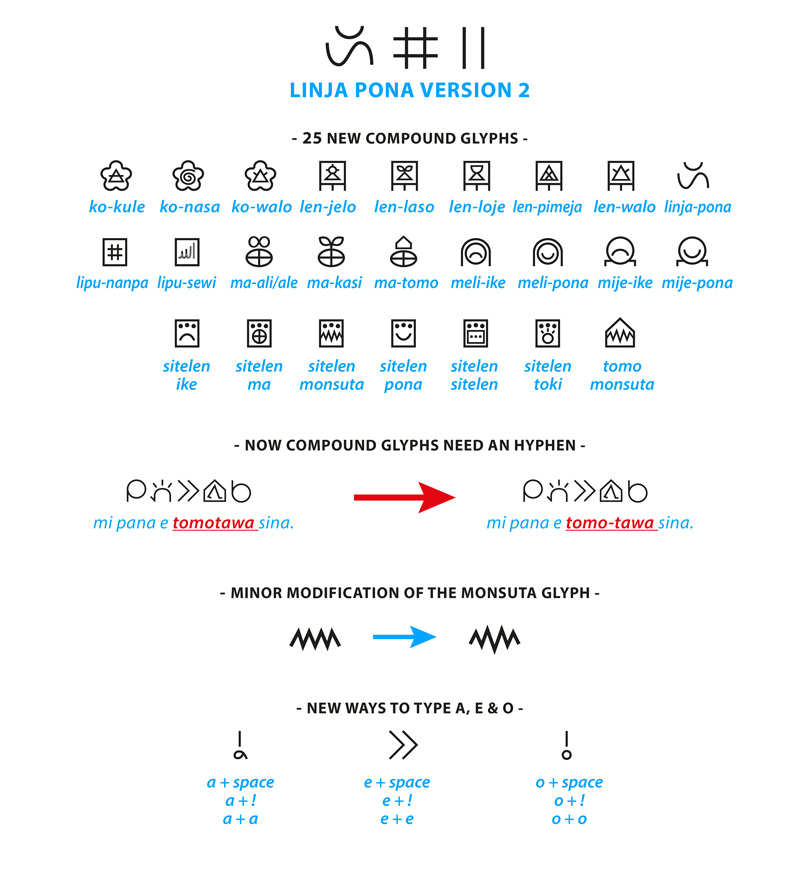 LINJA PONA VERSION 2
- 25 NEW COMPOUND GLYPHS -
ko-kule ko-nasa ko-walo len-jelo len-laso len-loje len-pimeja len-walo linja-pona
lipu-nanpa lipu-sewi ma-ali/ale ma-kasi ma-tomo meli-ike meli-pona mije-ike mije-pona
sitelen sitelen sitelen sitelen sitelen sitelen tomo
ike ma monsuta pona sitelen toki monsuta
- NOW COMPOUND GLYPHS NEED AN HYPHEN -
mi pana e tomotawa sina. mi pana e tomo-tawa sina.
- MINOR MODIFICATION OF THE MONSUTA GLYPH -
- NEW WAYS TO TYPE A, E & O -
a + space e + space o + space
a + ! e + ! o + !
a + a e + e o + o